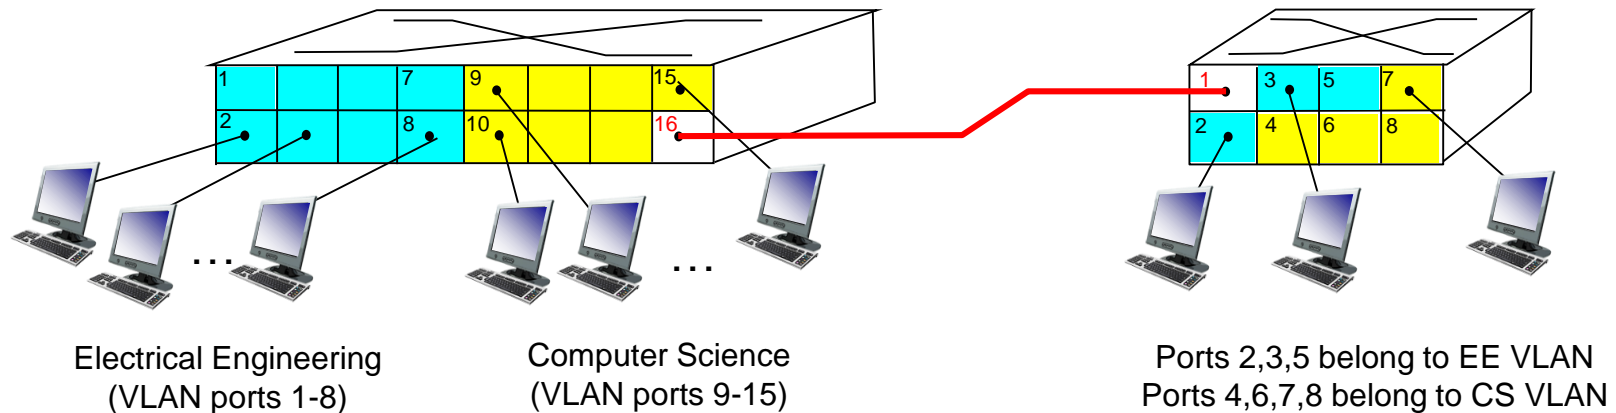 1 7 9 15
2 8 10 16
1 3 5 7
2 4 6 8
... ...
Electrical Engineering
(VLAN ports 1-8)
Computer Science
(VLAN ports 9-15)
Ports 2,3,5 belong to EE VLAN
Ports 4,6,7,8 belong to CS VLAN